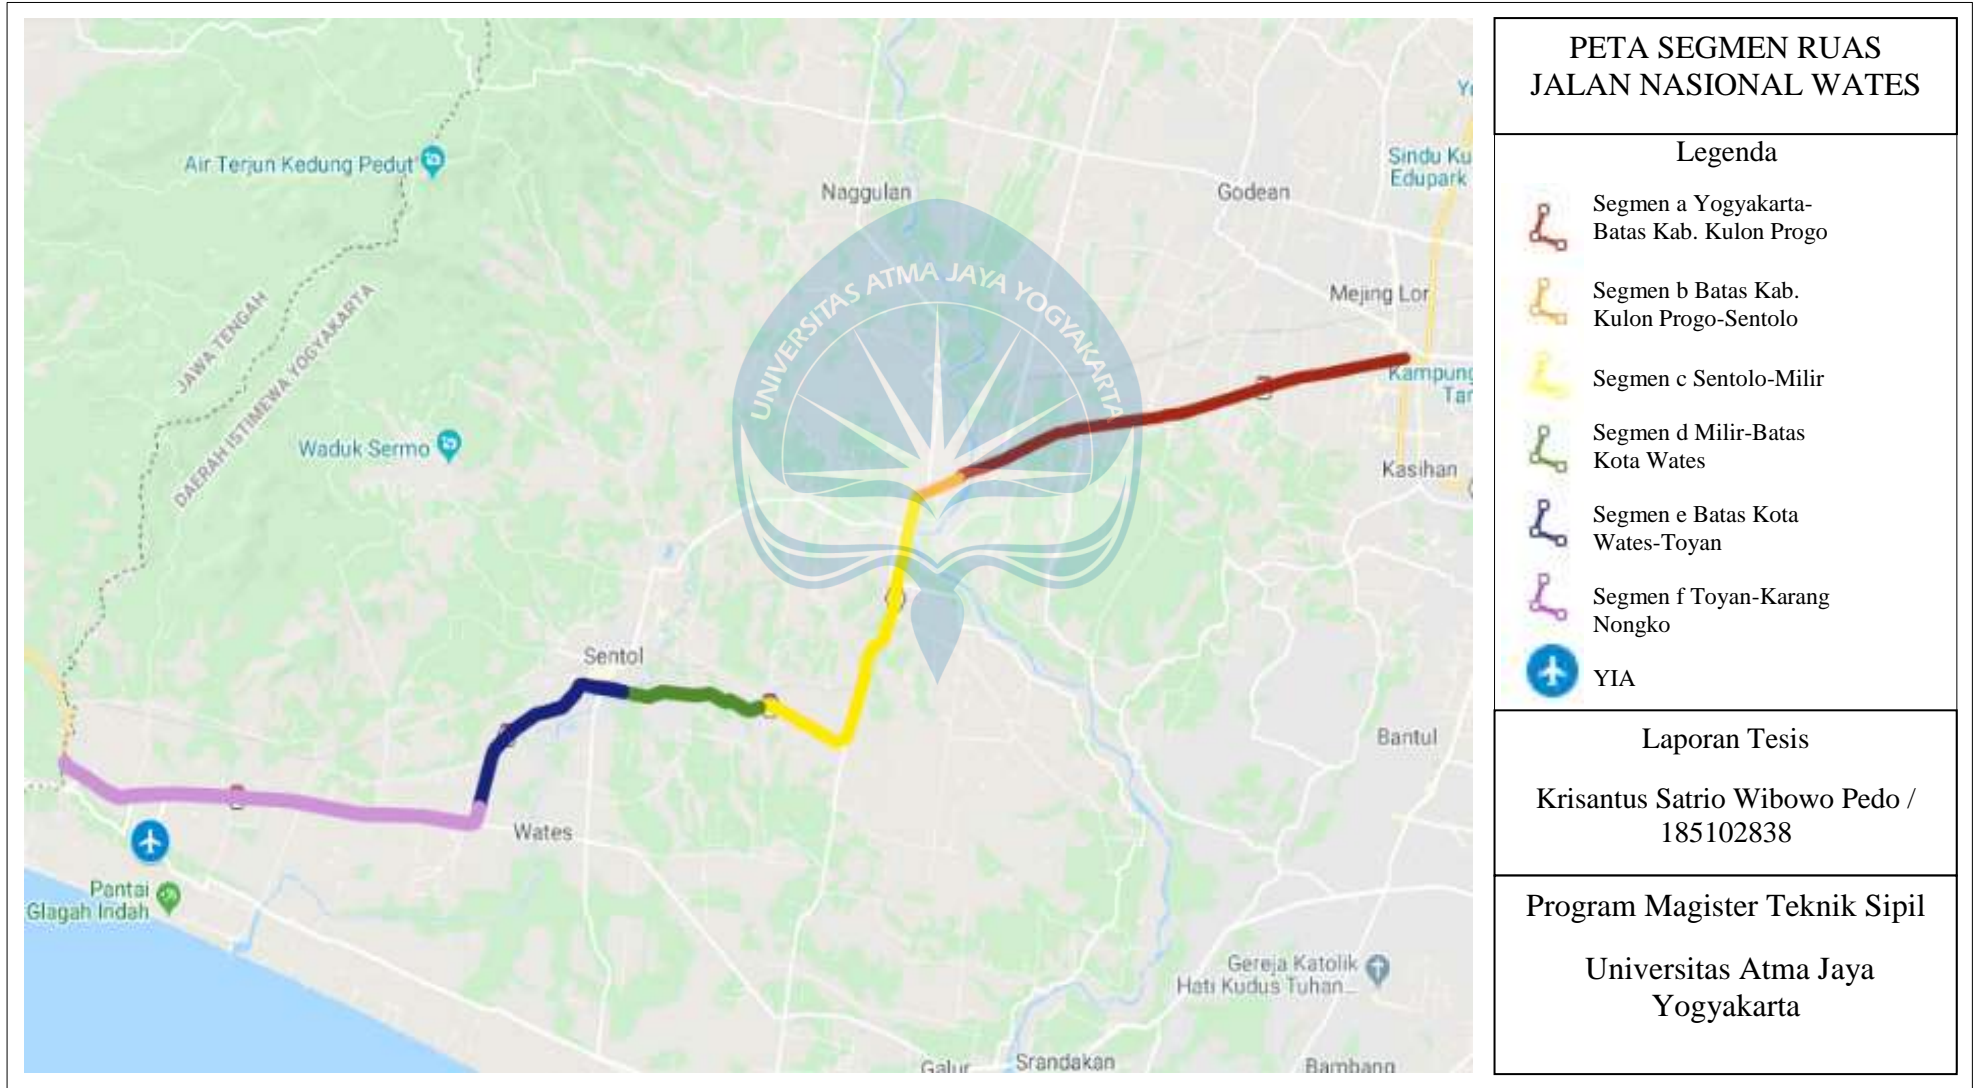 PETA SEGMEN RUAS
JALAN NASIONAL WATES
Legenda
Segmen a Yogyakarta-
Batas Kab. Kulon Progo
Segmen b Batas Kab.
Kulon Progo-Sentolo
Segmen c Sentolo-Milir
Segmen d Milir-Batas
Kota Wates
Segmen e Batas Kota
Wates-Toyan
Segmen f Toyan-Karang
Nongko
YIA
Laporan Tesis
Krisantus Satrio Wibowo Pedo /
185102838
Program Magister Teknik Sipil
Universitas Atma Jaya
Yogyakarta
Air Terjun Kedung Pedut
Naggulan
Godean
Sindu Ku
Edupark
JAWA TENGAH
DAERAH ISTIMEWA YOGYAKARTA
UNIVERSITAS ATMA JAYA YOGYAKARTA
Mejing Lor
Kampung
Tar
Waduk Sermo
Kasihan
Sentol
Bantul
Wates
Pantai
Glagah Indah
Gereja Katolik
Hati Kudus Tuhan...
Galur
Srandakan
Bambang